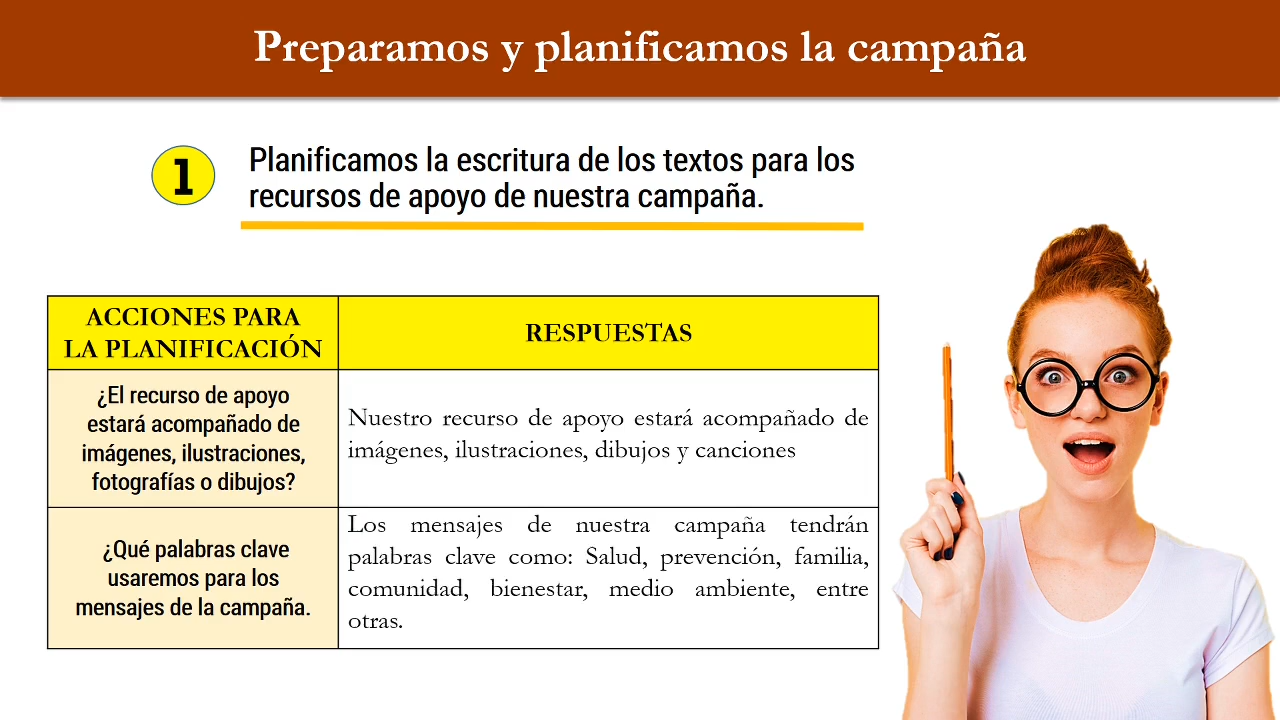 Preparamos y planificamos la campaña
1
Planificamos la escritura de los textos para los
recursos de apoyo de nuestra campaña.
ACCIONES PARA
LA PLANIFICACIÓN
RESPUESTAS
¿El recurso de apoyo
estará acompañado de
imágenes, ilustraciones,
fotografías o dibujos?
Nuestro recurso de apoyo estará acompañado de
imágenes, ilustraciones, dibujos y canciones
¿Qué palabras clave
usaremos para los
mensajes de la campaña.
Los mensajes de nuestra campaña tendrán
palabras clave como: Salud, prevención, familia,
comunidad, bienestar, medio ambiente, entre
otras.